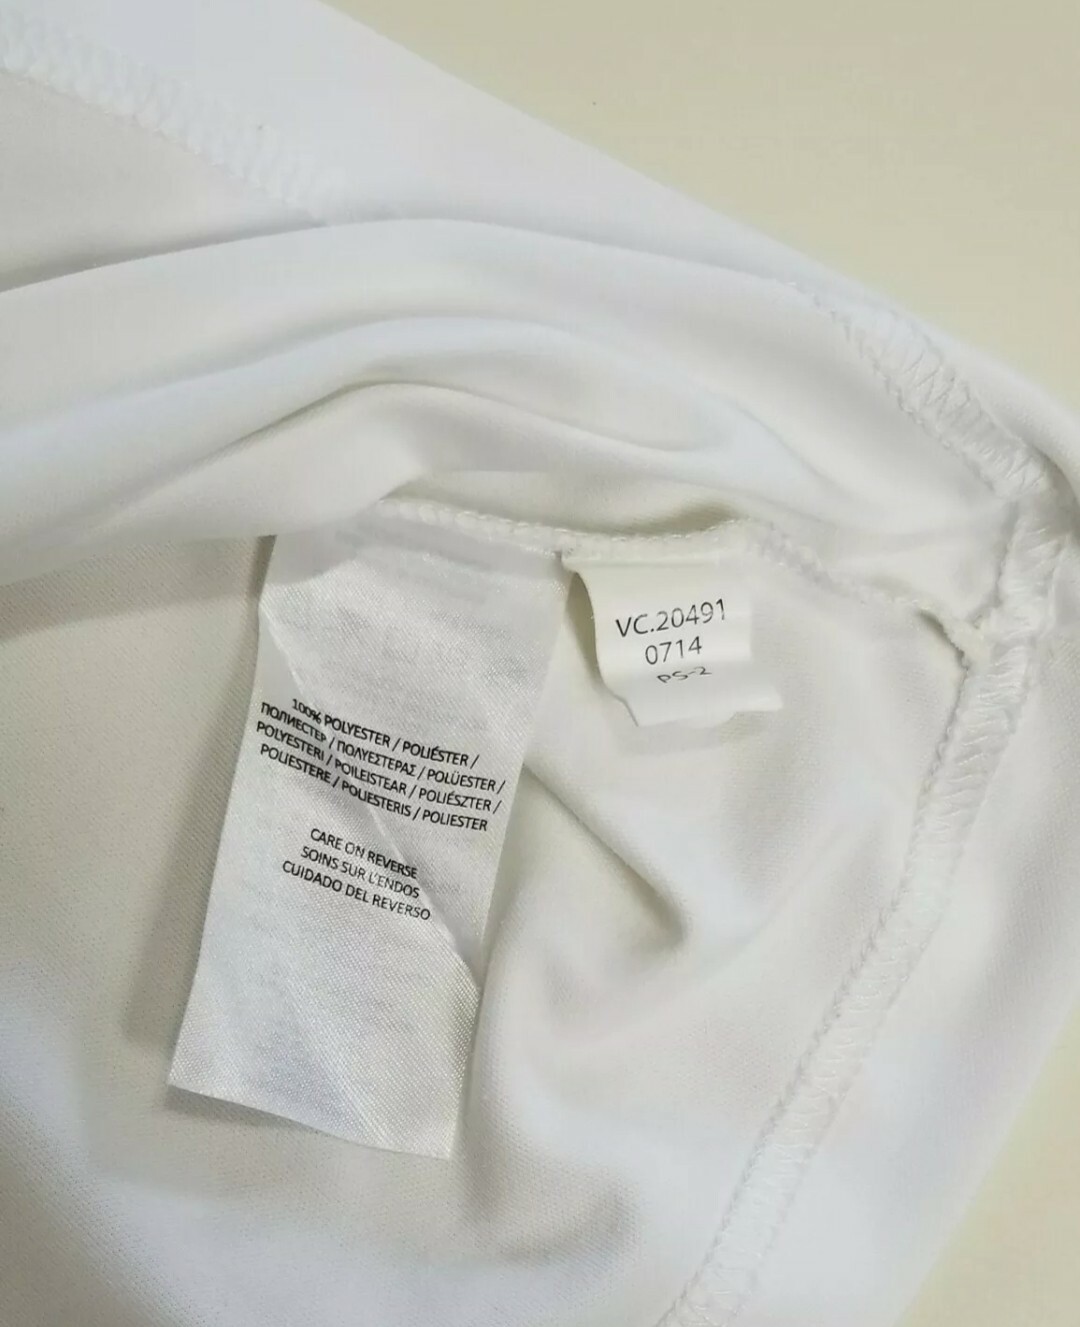 VC.20491
0714
PS-2
100% POLYESTER / POLIÉSTER /
ПОЛИЕСТЕР / ΠΟΛΥΕΣΤΕΡΑΣ / POLÜESTER /
POLYESTERI / POILEISTEAR / POLIÉSZTER /
POLIESTERE / POLIESTERIS / POLIESTER
CARE ON REVERSE
SOINS SUR L'ENDOS
CUIDADO DEL REVERSO